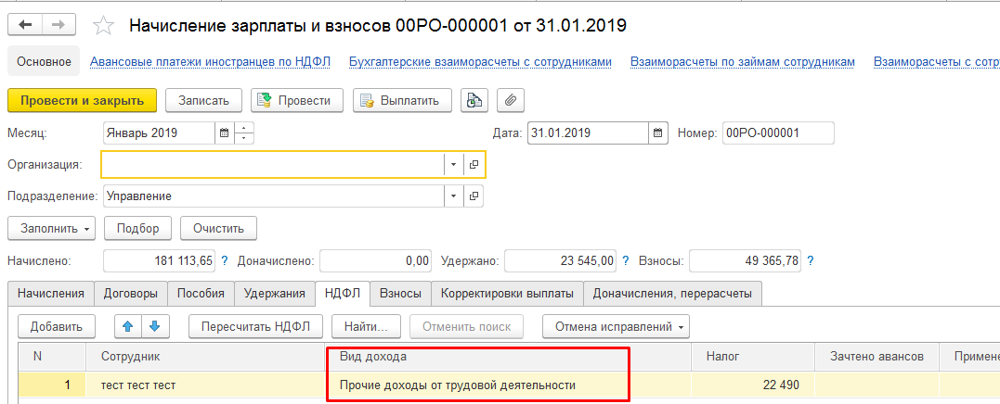 Начисление зарплаты и взносов 00РО-000001 от 31.01.2019
Основное Авансовые платежи иностранцев по НДФЛ Бухгалтерские взаиморасчеты с сотрудниками Взаиморасчеты по займам сотрудникам Взаиморасчеты с сотру
Провести и закрыть Записать Провести Выплатить
Месяц: Январь 2019 Дата: 31.01.2019 Номер: 00РО-000001
Организация:
Подразделение: Управление
Заполнить Подбор Очистить
Начислено: 181 113,65 ? Доначислено: 0,00 Удержано: 23 545,00 ? Взносы: 49 365,78 ?
Начисления Договоры Пособия Удержания НДФЛ Взносы Корректировки выплаты Доначисления, перерасчеты
Добавить Пересчитать НДФЛ Найти... Отменить поиск Отмена исправлений
N Сотрудник Вид дохода Налог Зачтено авансов Примене
1 тест тест тест Прочие доходы от трудовой деятельности 22 490